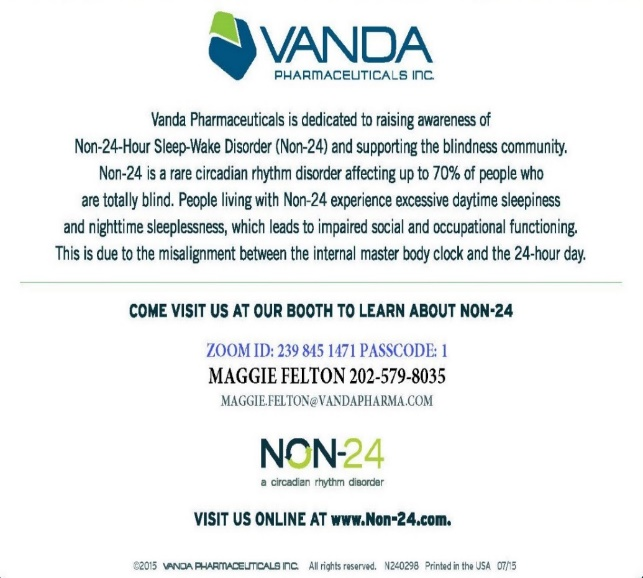 VANDA
PHARMACEUTICALS INC.
Vanda Pharmaceuticals is dedicated to raising awareness of
Non-24-Hour Sleep-Wake Disorder (Non-24) and supporting the blindness community.
Non-24 is a rare circadian rhythm disorder affecting up to 70% of people who
are totally blind. People living with Non-24 experience excessive daytime sleepiness
and nighttime sleeplessness, which leads to impaired social and occupational functioning.
This is due to the misalignment between the internal master body clock and the 24-hour day.
COME VISIT US AT OUR BOOTH TO LEARN ABOUT NON-24
ZOOM ID: 239 845 1471 PASSCODE: 1
MAGGIE FELTON 202-579-8035
MAGGIE.FELTON@VANDAPHARMA.COM
NON-24
a circadian rhythm disorder
VISIT US ONLINE AT www.Non-24.com.
©2015 VANDA PHARMACEUTICALS INC. All rights reserved. N240298 Printed in the USA 07/15